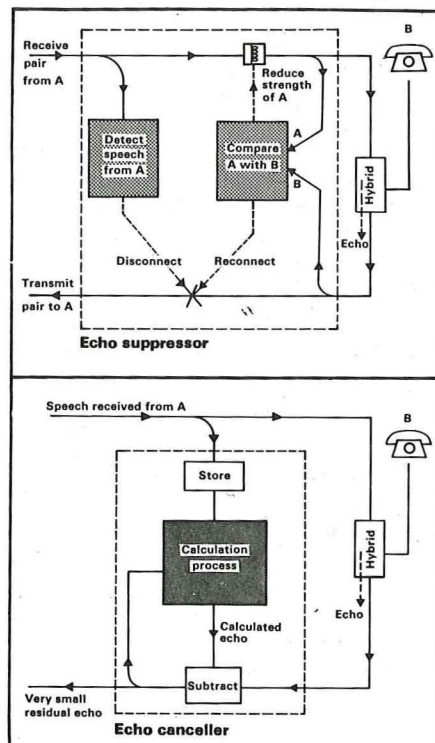 Receive
pair
from A
B
Reduce
strength
of A
Detect
speech
from A
Compare
A with B
A
B
Hybrid
Echo
Disconnect
Reconnect
Transmit
pair to A
Echo suppressor
Speech received from A
B
Store
Calculation
process
Hybrid
Echo
Calculated
echo
Subtract
Very small
residual echo
Echo canceller